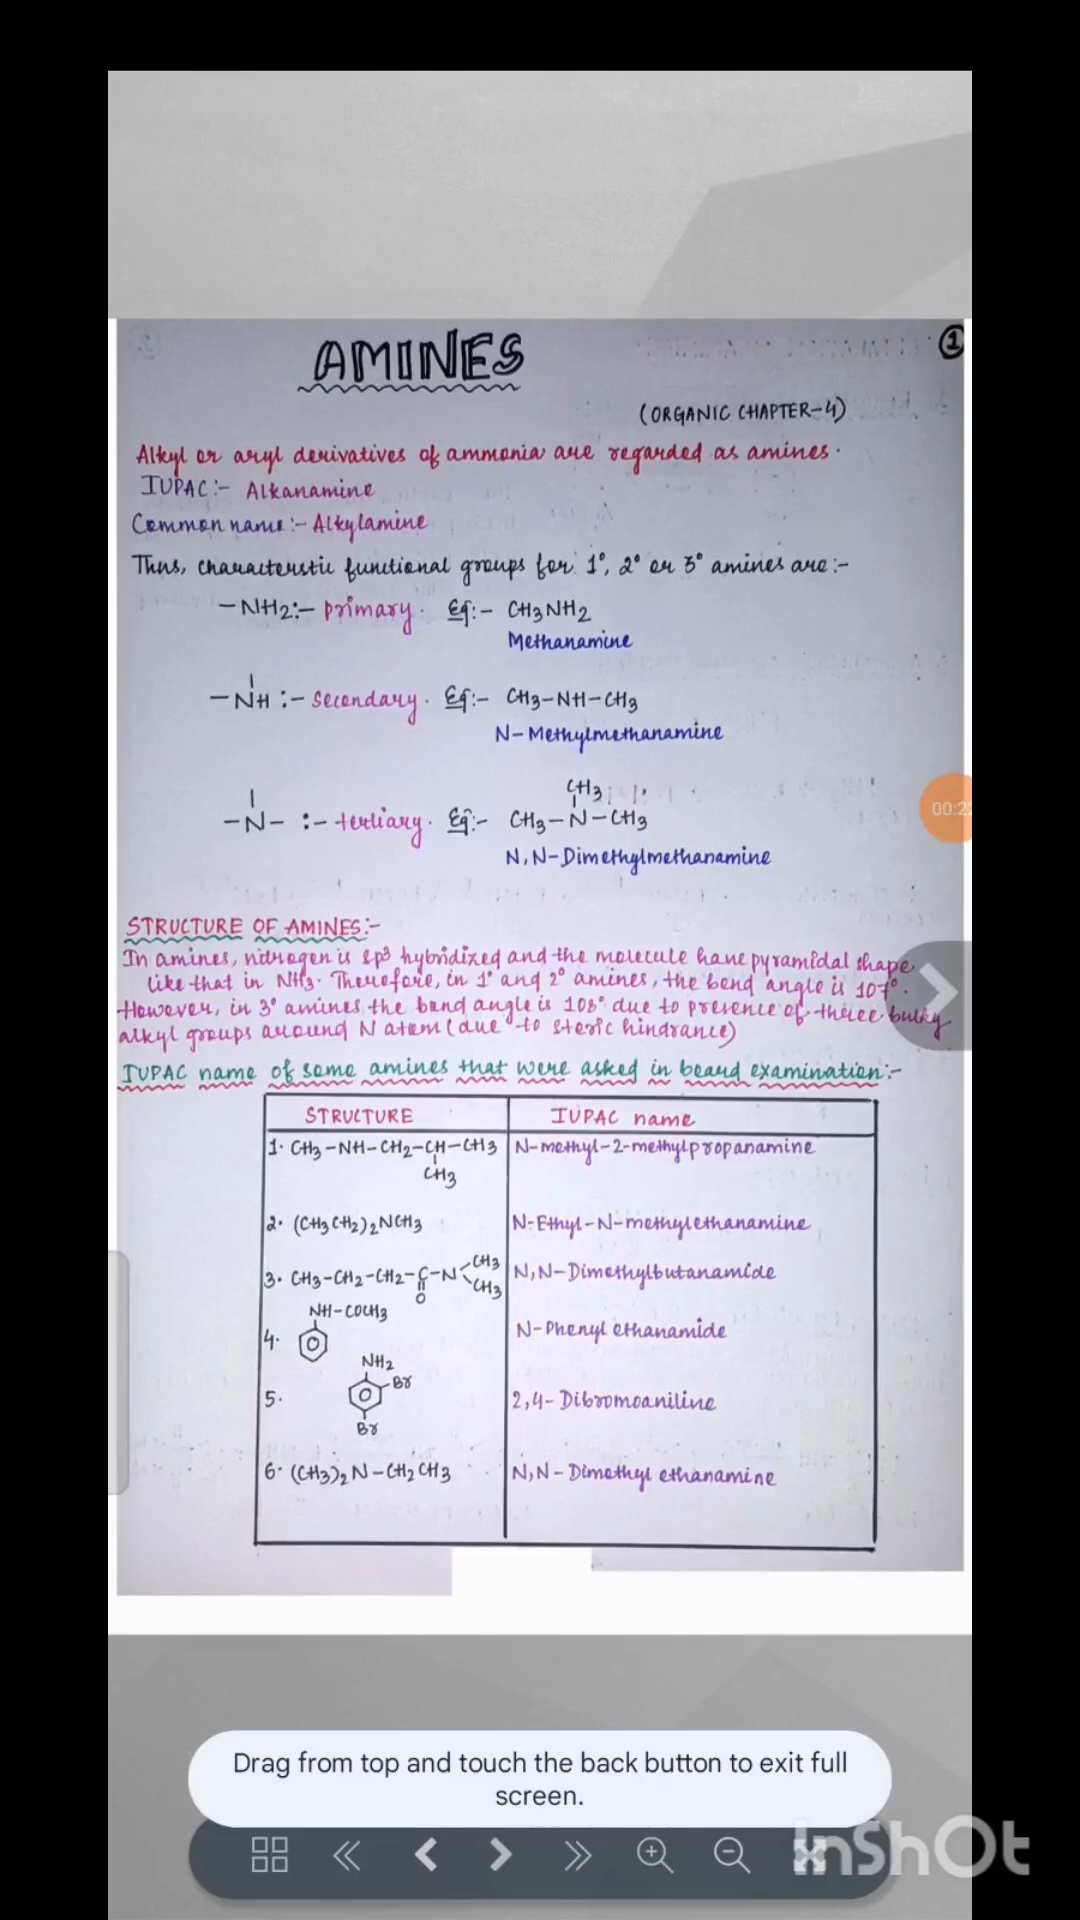 AMINES
1
(ORGANIC CHAPTER-4)
Alkyl or aryl derivatives of ammonia are regarded as amines.
IUPAC:- Alkanamine
Common name:- Alkylamine
Thus, characterstic functional groups for 1°, 2° or 3° amines are:-
-NH2:- primary. Eg:- CH3NH2
Methanamine
-NH :- secondary. Eg:- CH3-NH-CH3
N-Methylmethanamine
CH3
-N- :- tertiary. Eg:- CH3-N-CH3
00:2
N,N-Dimethylmethanamine
STRUCTURE OF AMINES:-
In amines, nitrogen is sp3 hybridized and the molecule have pyramidal shape
like that in NH3. Therefore, in 1° and 2° amines, the bond angle is 107°.
However, in 3° amines the bond angle is 108° due to presence of three bulky
alkyl groups around N atom (due to steric hindrance)
IUPAC name of some amines that were asked in board examination:-
STRUCTURE IUPAC name
1. CH3-NH-CH2-CH-CH3 N-methyl-2-methylpropanamine
CH3
2. (CH3CH2)2NCH3 N-Ethyl-N-methylethanamine
3. CH3-CH2-CH2-C-N CH3 N,N-Dimethylbutanamide
O CH3
NH-COCH3
4. N-Phenyl ethanamide
NH2
Br
5. 2,4-Dibromoaniline
Br
6. (CH3)2N-CH2CH3 N,N-Dimethyl ethanamine
Drag from top and touch the back button to exit full
screen.
InShOt